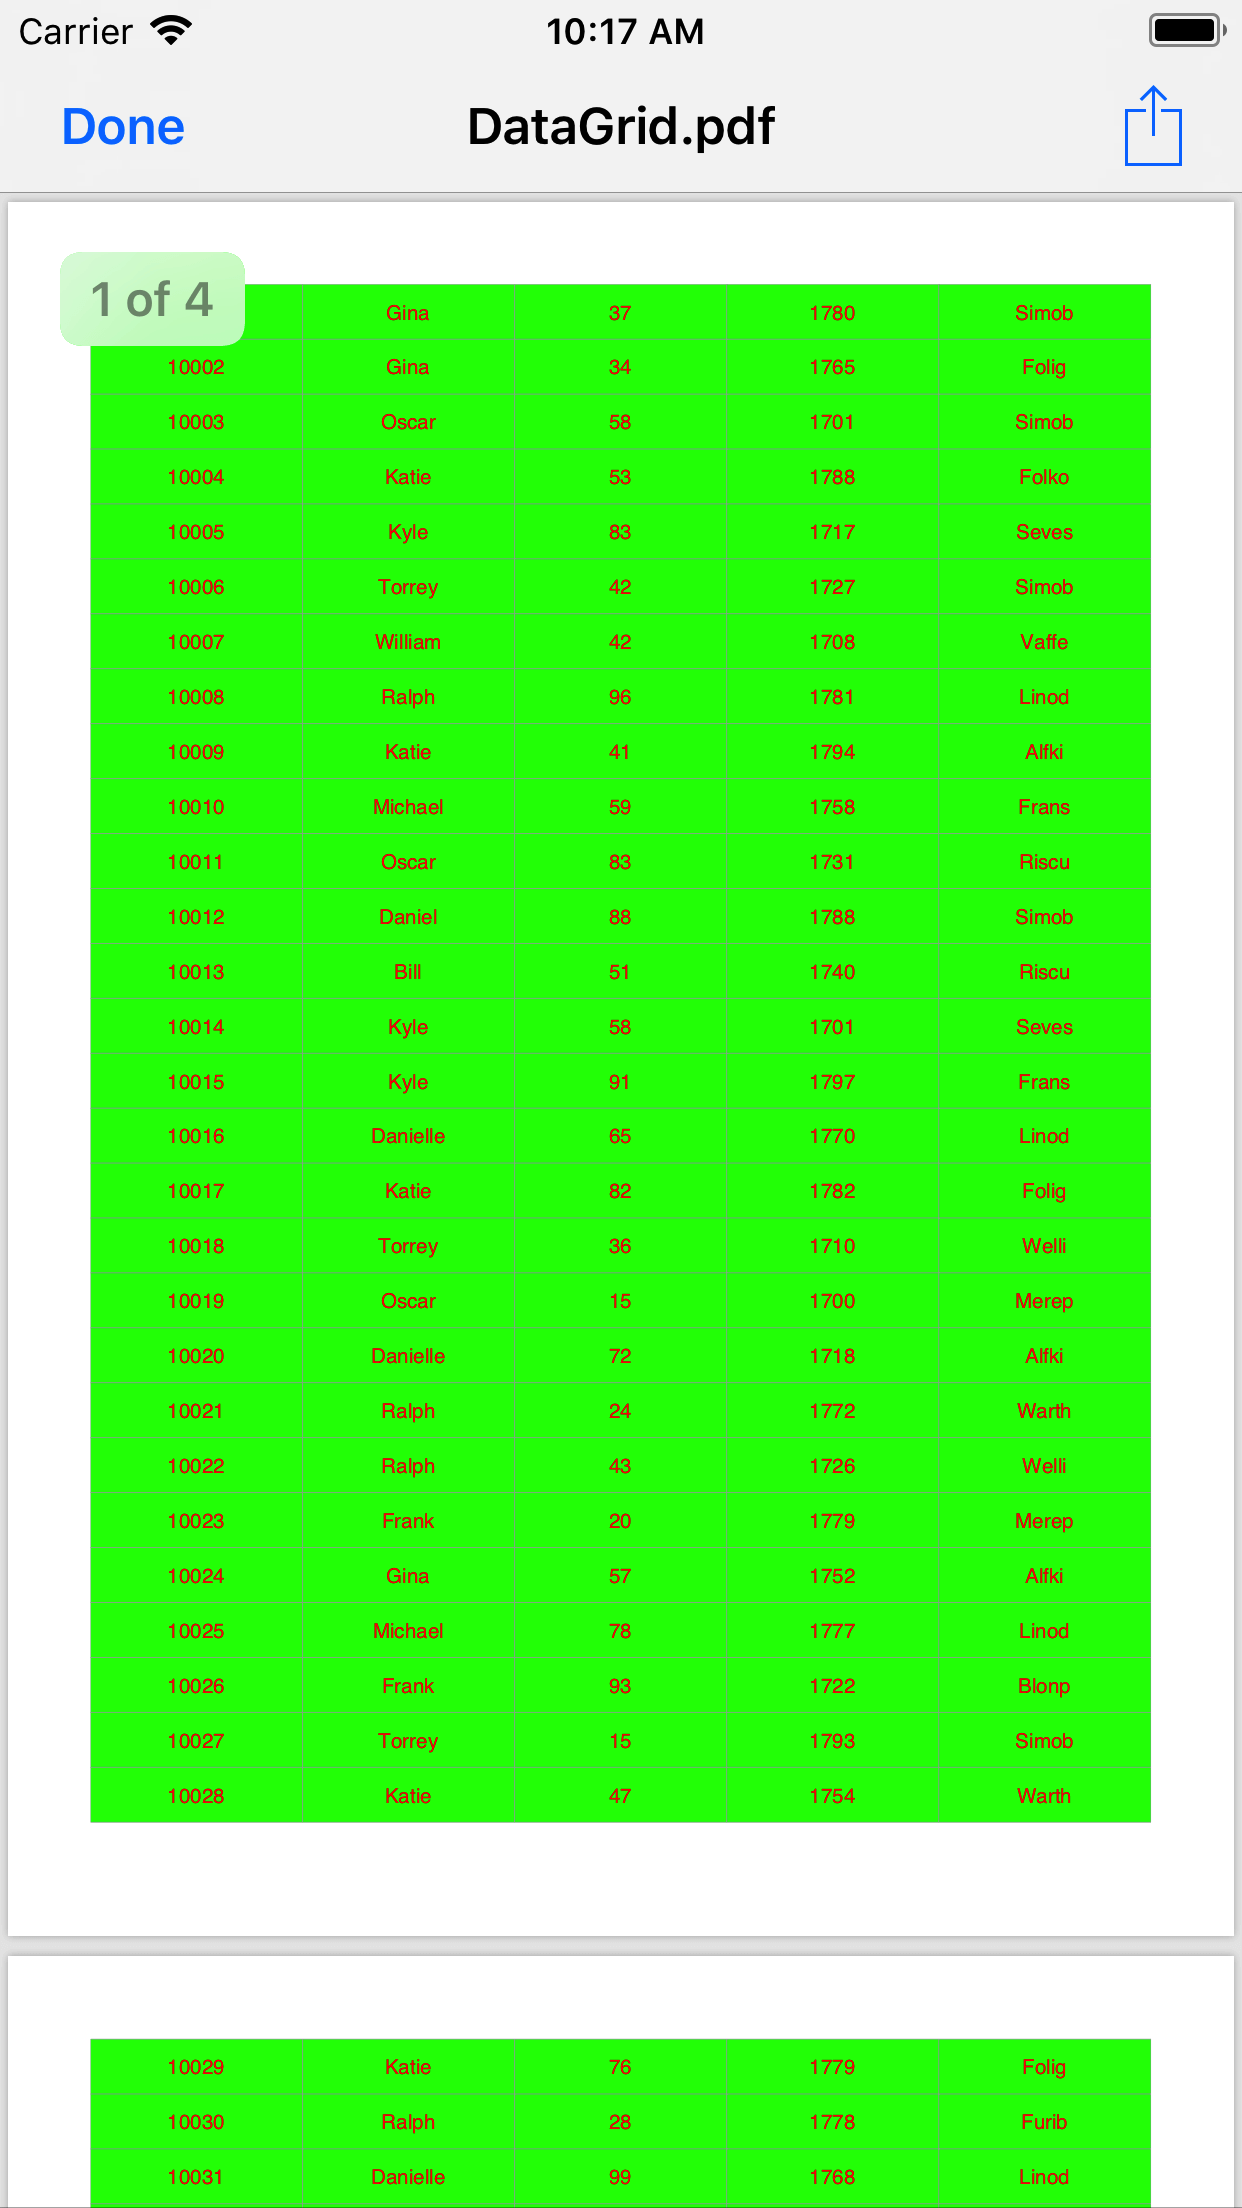 Carrier 10:17 AM
Done DataGrid.pdf
1 of 4
Gina 37 1780 Simob
10002 Gina 34 1765 Folig
10003 Oscar 58 1701 Simob
10004 Katie 53 1788 Folko
10005 Kyle 83 1717 Seves
10006 Torrey 42 1727 Simob
10007 William 42 1708 Vaffe
10008 Ralph 96 1781 Linod
10009 Katie 41 1794 Alfki
10010 Michael 59 1758 Frans
10011 Oscar 83 1731 Riscu
10012 Daniel 88 1788 Simob
10013 Bill 51 1740 Riscu
10014 Kyle 58 1701 Seves
10015 Kyle 91 1797 Frans
10016 Danielle 65 1770 Linod
10017 Katie 82 1782 Folig
10018 Torrey 36 1710 Welli
10019 Oscar 15 1700 Merep
10020 Danielle 72 1718 Alfki
10021 Ralph 24 1772 Warth
10022 Ralph 43 1726 Welli
10023 Frank 20 1779 Merep
10024 Gina 57 1752 Alfki
10025 Michael 78 1777 Linod
10026 Frank 93 1722 Blonp
10027 Torrey 15 1793 Simob
10028 Katie 47 1754 Warth
10029 Katie 76 1779 Folig
10030 Ralph 28 1778 Furib
10031 Danielle 99 1768 Linod